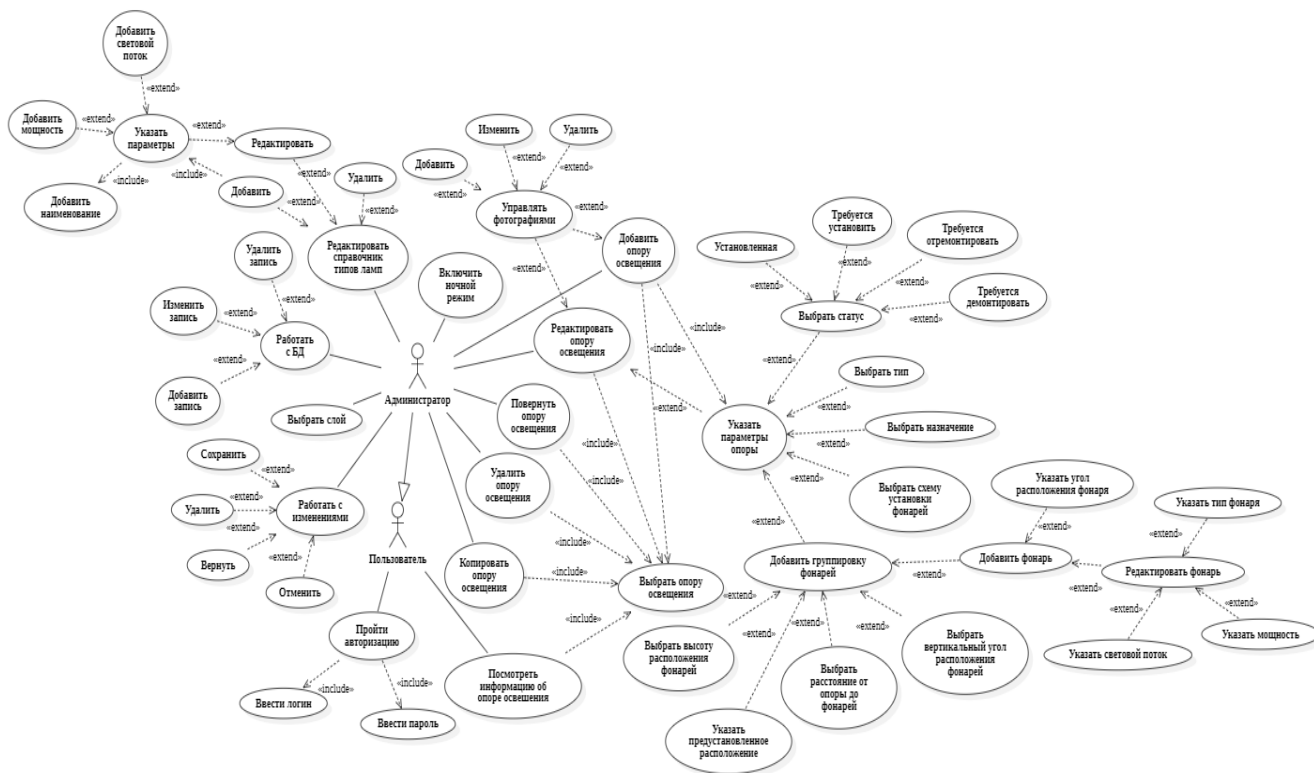 Добавить
световой
поток
«extend»
Добавить
мощность
«extend»
Указать
параметры
«extend»
Редактировать
«include»
«include»
Добавить
наименование
Добавить
«extend»
«extend»
Удалить
«extend»
Редактировать
справочник
типов ламп
Изменить
Удалить
«extend»
«extend»
Добавить
«extend»
Управлять
фотографиями
«extend»
«extend»
Добавить
опору
освещения
Удалить
запись
«extend»
Изменить
запись
«extend»
Работать
с БД
«extend»
Добавить
запись
Включить
ночной
режим
Редактировать
опору
освещения
«include»
«include»
«extend»
Установленная
«extend»
Требуется
установить
«extend»
Требуется
отремонтировать
«extend»
Требуется
демонтировать
«extend»
Выбрать статус
«extend»
Выбрать тип
«extend»
Выбрать назначение
«extend»
Указать
параметры
опоры
«extend»
Выбрать схему
установки
фонарей
«extend»
Администратор
Выбрать слой
Повернуть
опору
освещения
«include»
«include»
Удалить
опору
освещения
«include»
Сохранить
«extend»
Удалить
«extend»
Работать с
изменениями
«extend»
Вернуть
«extend»
Отменить
Пользователь
Копировать
опору
освещения
«include»
Выбрать опору
освещения
«include»
Пройти
авторизацию
«include»
«include»
Ввести логин
Ввести пароль
Посмотреть
информацию об
опоре освешения
Добавить группировку
фонарей
«extend»
Добавить фонарь
«extend»
Указать угол
расположения фонаря
«extend»
Редактировать фонарь
Указать тип фонаря
«extend»
«extend»
«extend»
Указать мощность
Указать световой поток
«extend»
«extend»
«extend»
«extend»
Выбрать высоту
расположения
фонарей
Выбрать
расстояние от
опоры до
фонарей
Выбрать
вертикальный угол
расположения
фонарей
Указать
предустановленное
расположение